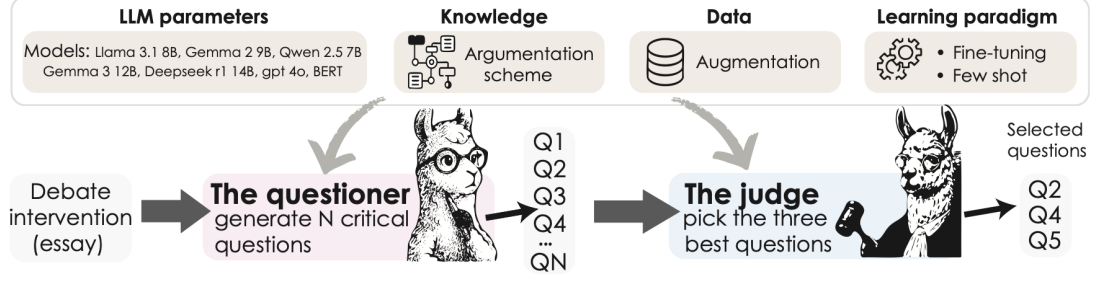 LLM parameters
Models: Llama 3.1 8B, Gemma 2 9B, Qwen 2.5 7B
Gemma 3 12B, Deepseek r1 14B, gpt 4o, BERT
Knowledge
Argumentation
scheme
Data
Augmentation
Learning paradigm
• Fine-tuning
• Few shot
Debate
intervention
(essay)
The questioner
generate N critical
questions
Q1
Q2
Q3
Q4
...
QN
The judge
pick the three
best questions
Selected
questions
Q2
Q4
Q5